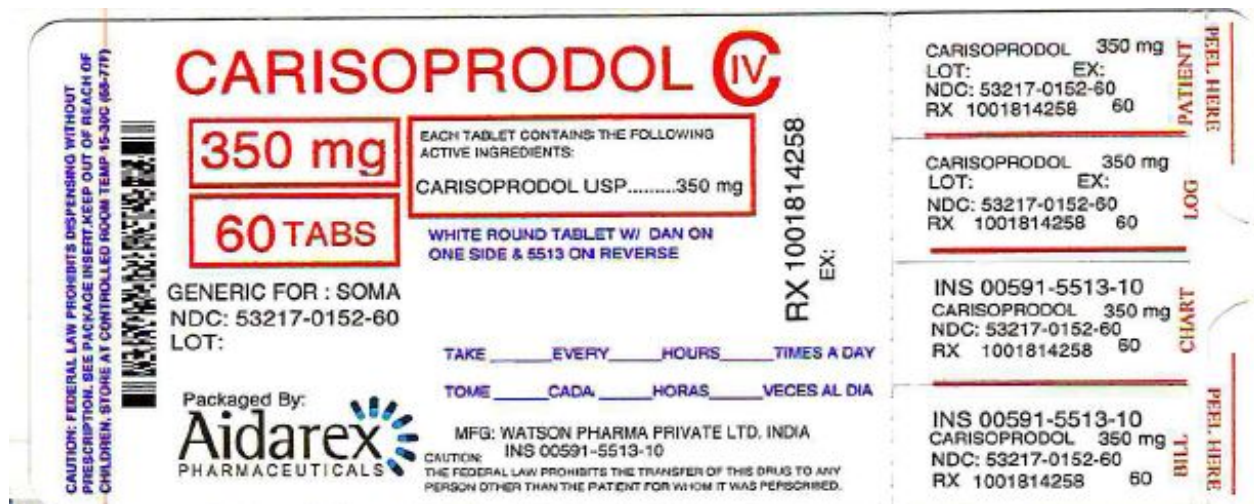 CAUTION: FEDERAL LAW PROHIBITS DISPENSING WITHOUT
PRESCRIPTION. SEE PACKAGE INSERT.KEEP OUT OF REACH OF
CHILDREN. STORE AT CONTROLLED ROOM TEMP 15-30C (59-77F)
CARISOPRODOL CIV
350 mg
60 TABS
EACH TABLET CONTAINS THE FOLLOWING
ACTIVE INGREDIENTS:
CARISOPRODOL USP.........350 mg
WHITE ROUND TABLET W/ DAN ON
ONE SIDE & 5513 ON REVERSE
GENERIC FOR : SOMA
NDC: 53217-0152-60
LOT:
RX 1001814258
EX:
TAKE ______EVERY _____HOURS_____TIMES A DAY
TOME ______CADA ______HORAS _____VECES AL DIA
Packaged By:
Aidarex
PHARMACEUTICALS
MFG: WATSON PHARMA PRIVATE LTD. INDIA
INS 00591-5513-10
CAUTION:
THE FEDERAL LAW PROHIBITS THE TRANSFER OF THIS DRUG TO ANY
PERSON OTHER THAN THE PATIENT FOR WHOM IT WAS PERSCRIBED.
CARISOPRODOL 350 mg
LOT: EX:
NDC: 53217-0152-60
RX 1001814258 60
PATIENT
PEEL HERE
CARISOPRODOL 350 mg
LOT: EX:
NDC: 53217-0152-60
RX 1001814258 60
LOG
INS 00591-5513-10
CARISOPRODOL 350 mg
NDC: 53217-0152-60
RX 1001814258 60
CHART
INS 00591-5513-10
CARISOPRODOL 350 mg
NDC: 53217-0152-60
RX 1001814258 60
BILL
PEEL HERE